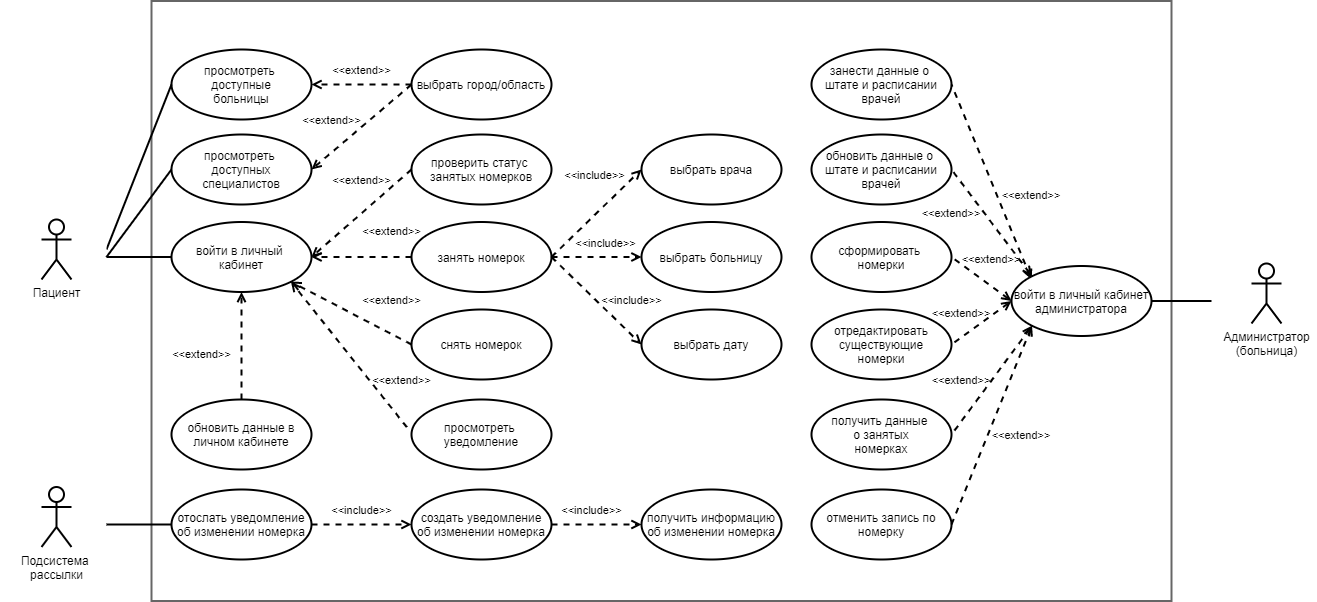 просмотреть
доступные
больницы
<<extend>>
выбрать город/область
<<extend>>
просмотреть
доступных
специалистов
<<extend>>
проверить статус
занятых номерков
<<include>>
выбрать врача
Пациент
войти в личный
кабинет
<<extend>>
занять номерок
<<include>>
выбрать больницу
<<extend>>
снять номерок
<<include>>
выбрать дату
<<extend>>
<<extend>>
обновить данные в
личном кабинете
просмотреть
уведомление
Подсистема
рассылки
отослать уведомление
об изменении номерка
<<include>>
создать уведомление
об изменении номерка
<<include>>
получить информацию
об изменении номерка
занести данные о
штате и расписании
врачей
<<extend>>
обновить данные о
штате и расписании
врачей
<<extend>>
сформировать
номерки
<<extend>>
войти в личный кабинет
администратора
Администратор
(больница)
отредактировать
существующие
номерки
<<extend>>
<<extend>>
получить данные
о занятых
номерках
<<extend>>
отменить запись по
номерку